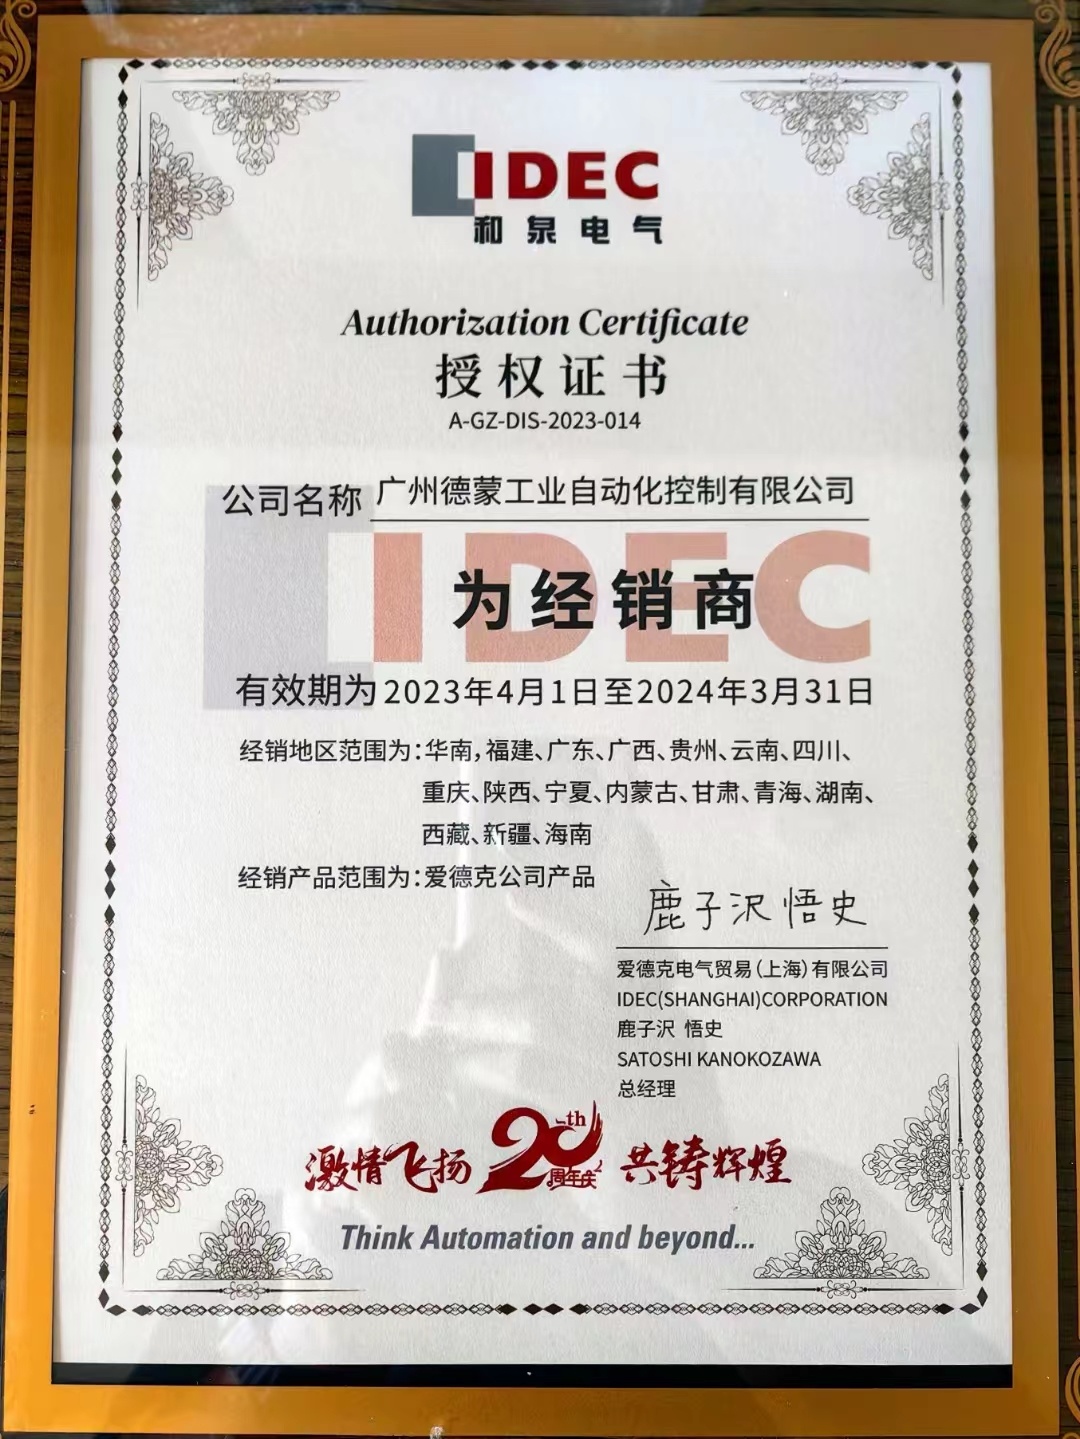 IDEC
和泉电气
Authorization Certificate
授权证书
A-GZ-DIS-2023-014
公司名称 广州德蒙工业自动化控制有限公司
IDEC
为经销商
有效期为2023年4月1日至2024年3月31日
经销地区范围为：华南，福建、广东、广西、贵州、云南、四川、
重庆、陕西、宁夏、内蒙古、甘肃、青海、湖南、
西藏、新疆、海南
经销产品范围为：爱德克公司产品
鹿子沢悟史
爱德克电气贸易（上海）有限公司
IDEC(SHANGHAI)CORPORATION
鹿子沢 悟史
SATOSHI KANOKOZAWA
总经理
激情飞扬 20th 周年庆 共铸辉煌
Think Automation and beyond...